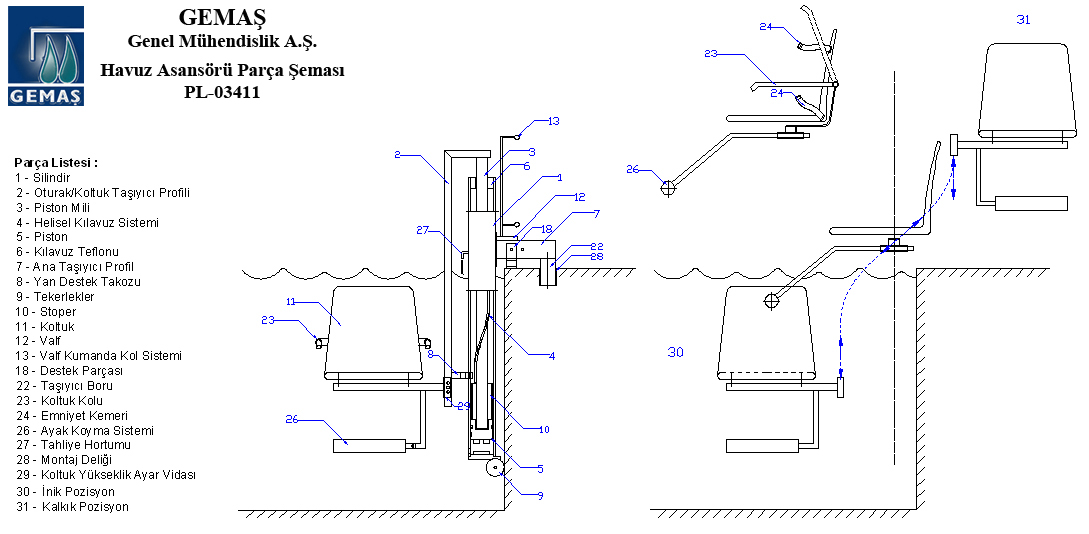 GEMAŞ
GEMAŞ
Genel Mühendislik A.Ş.
Havuz Asansörü Parça Şeması
PL-03411
Parça Listesi :
1 - Silindir
2 - Oturak/Koltuk Taşıyıcı Profili
3 - Piston Mili
4 - Helisel Kılavuz Sistemi
5 - Piston
6 - Kılavuz Teflonu
7 - Ana Taşıyıcı Profil
8 - Yan Destek Takozu
9 - Tekerlekler
10 - Stoper
11 - Koltuk
12 - Valf
13 - Valf Kumanda Kol Sistemi
18 - Destek Parçası
22 - Taşıyıcı Boru
23 - Koltuk Kolu
24 - Emniyet Kemeri
26 - Ayak Koyma Sistemi
27 - Tahliye Hortumu
28 - Montaj Deliği
29 - Koltuk Yükseklik Ayar Vidası
30 - İnik Pozisyon
31 - Kalkık Pozisyon
13
2
3
6
1
12
7
18
27
22
28
11
23
8
4
29
26
10
5
9
24
23
24
26
31
30